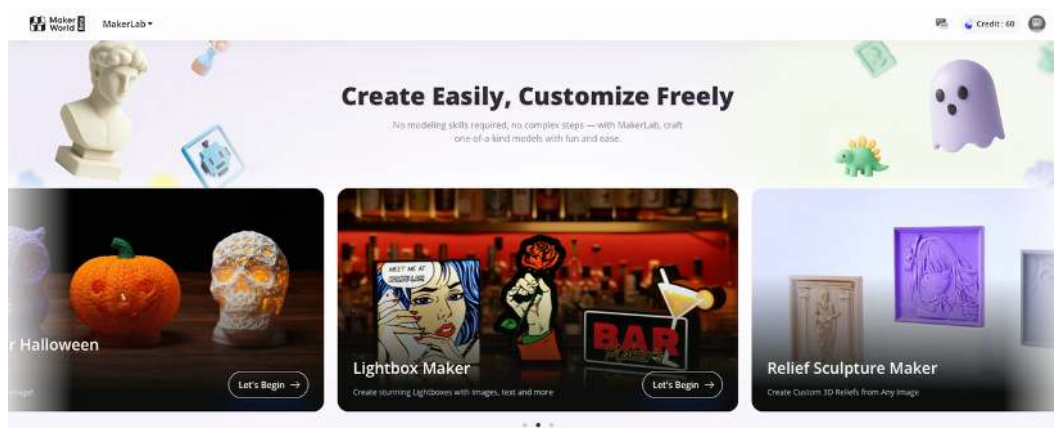 Maker
World
MakerLab
Credit : 60
Create Easily, Customize Freely
No modeling skills required, no complex steps — with MakerLab, craft
one-of-a-kind models with fun and ease.
r Halloween
Let's Begin →
MEET ME AT
BAR
Lightbox Maker
Create stunning Lightboxes with images, text and more
Let's Begin →
Relief Sculpture Maker
Create Custom 3D Reliefs from Any Image